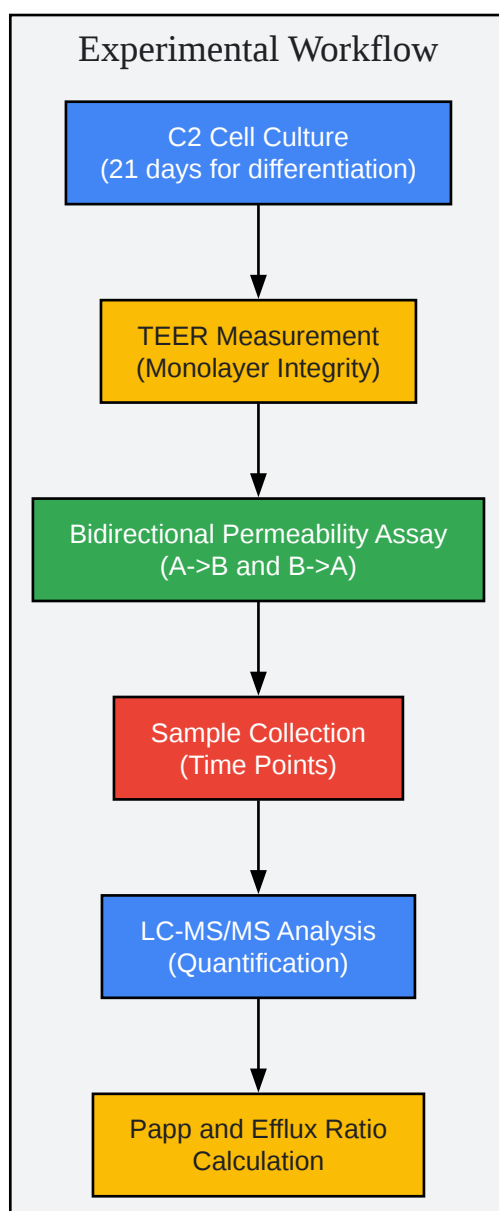 Experimental Workflow
C2 Cell Culture
(21 days for differentiation)
TEER Measurement
(Monolayer Integrity)
Bidirectional Permeability Assay
(A->B and B->A)
Sample Collection
(Time Points)
LC-MS/MS Analysis
(Quantification)
Papp and Efflux Ratio
Calculation